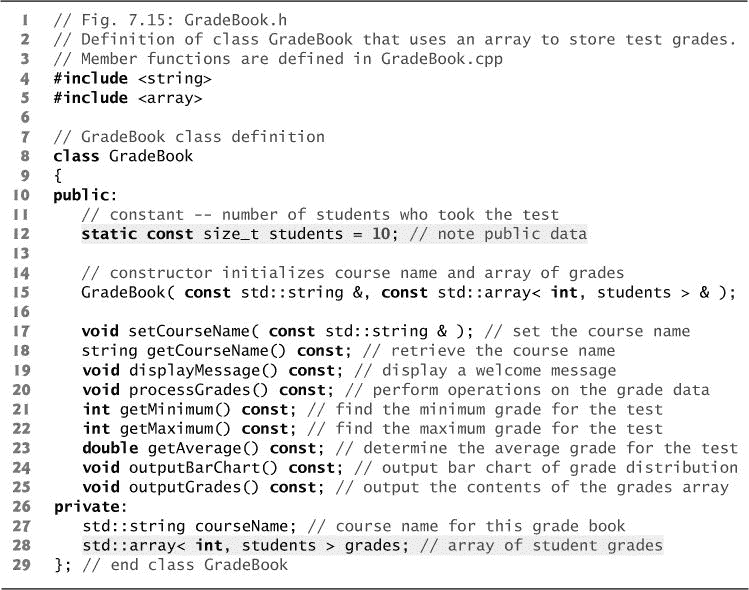 1 // Fig. 7.15: GradeBook.h
2 // Definition of class GradeBook that uses an array to store test grades.
3 // Member functions are defined in GradeBook.cpp
4 #include <string>
5 #include <array>
6
7 // GradeBook class definition
8 class GradeBook
9 {
10 public:
11 // constant -- number of students who took the test
12 static const size_t students = 10; // note public data
13
14 // constructor initializes course name and array of grades
15 GradeBook( const std::string &, const std::array< int, students > & );
16
17 void setCourseName( const std::string & ); // set the course name
18 string getCourseName() const; // retrieve the course name
19 void displayMessage() const; // display a welcome message
20 void processGrades() const; // perform operations on the grade data
21 int getMinimum() const; // find the minimum grade for the test
22 int getMaximum() const; // find the maximum grade for the test
23 double getAverage() const; // determine the average grade for the test
24 void outputBarChart() const; // output bar chart of grade distribution
25 void outputGrades() const; // output the contents of the grades array
26 private:
27 std::string courseName; // course name for this grade book
28 std::array< int, students > grades; // array of student grades
29 }; // end class GradeBook